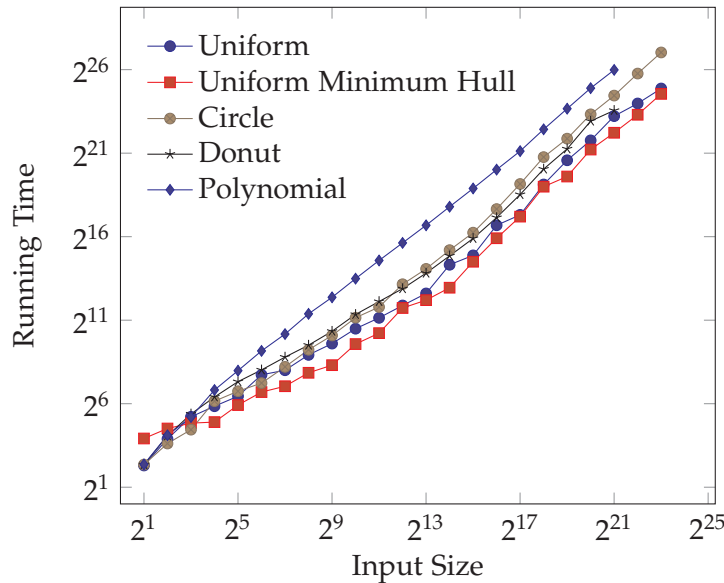 Uniform
Uniform Minimum Hull
Circle
Donut
Polynomial
2^26
2^21
2^16
2^11
2^6
2^1
Running Time
2^1 2^5 2^9 2^13 2^17 2^21 2^25
Input Size